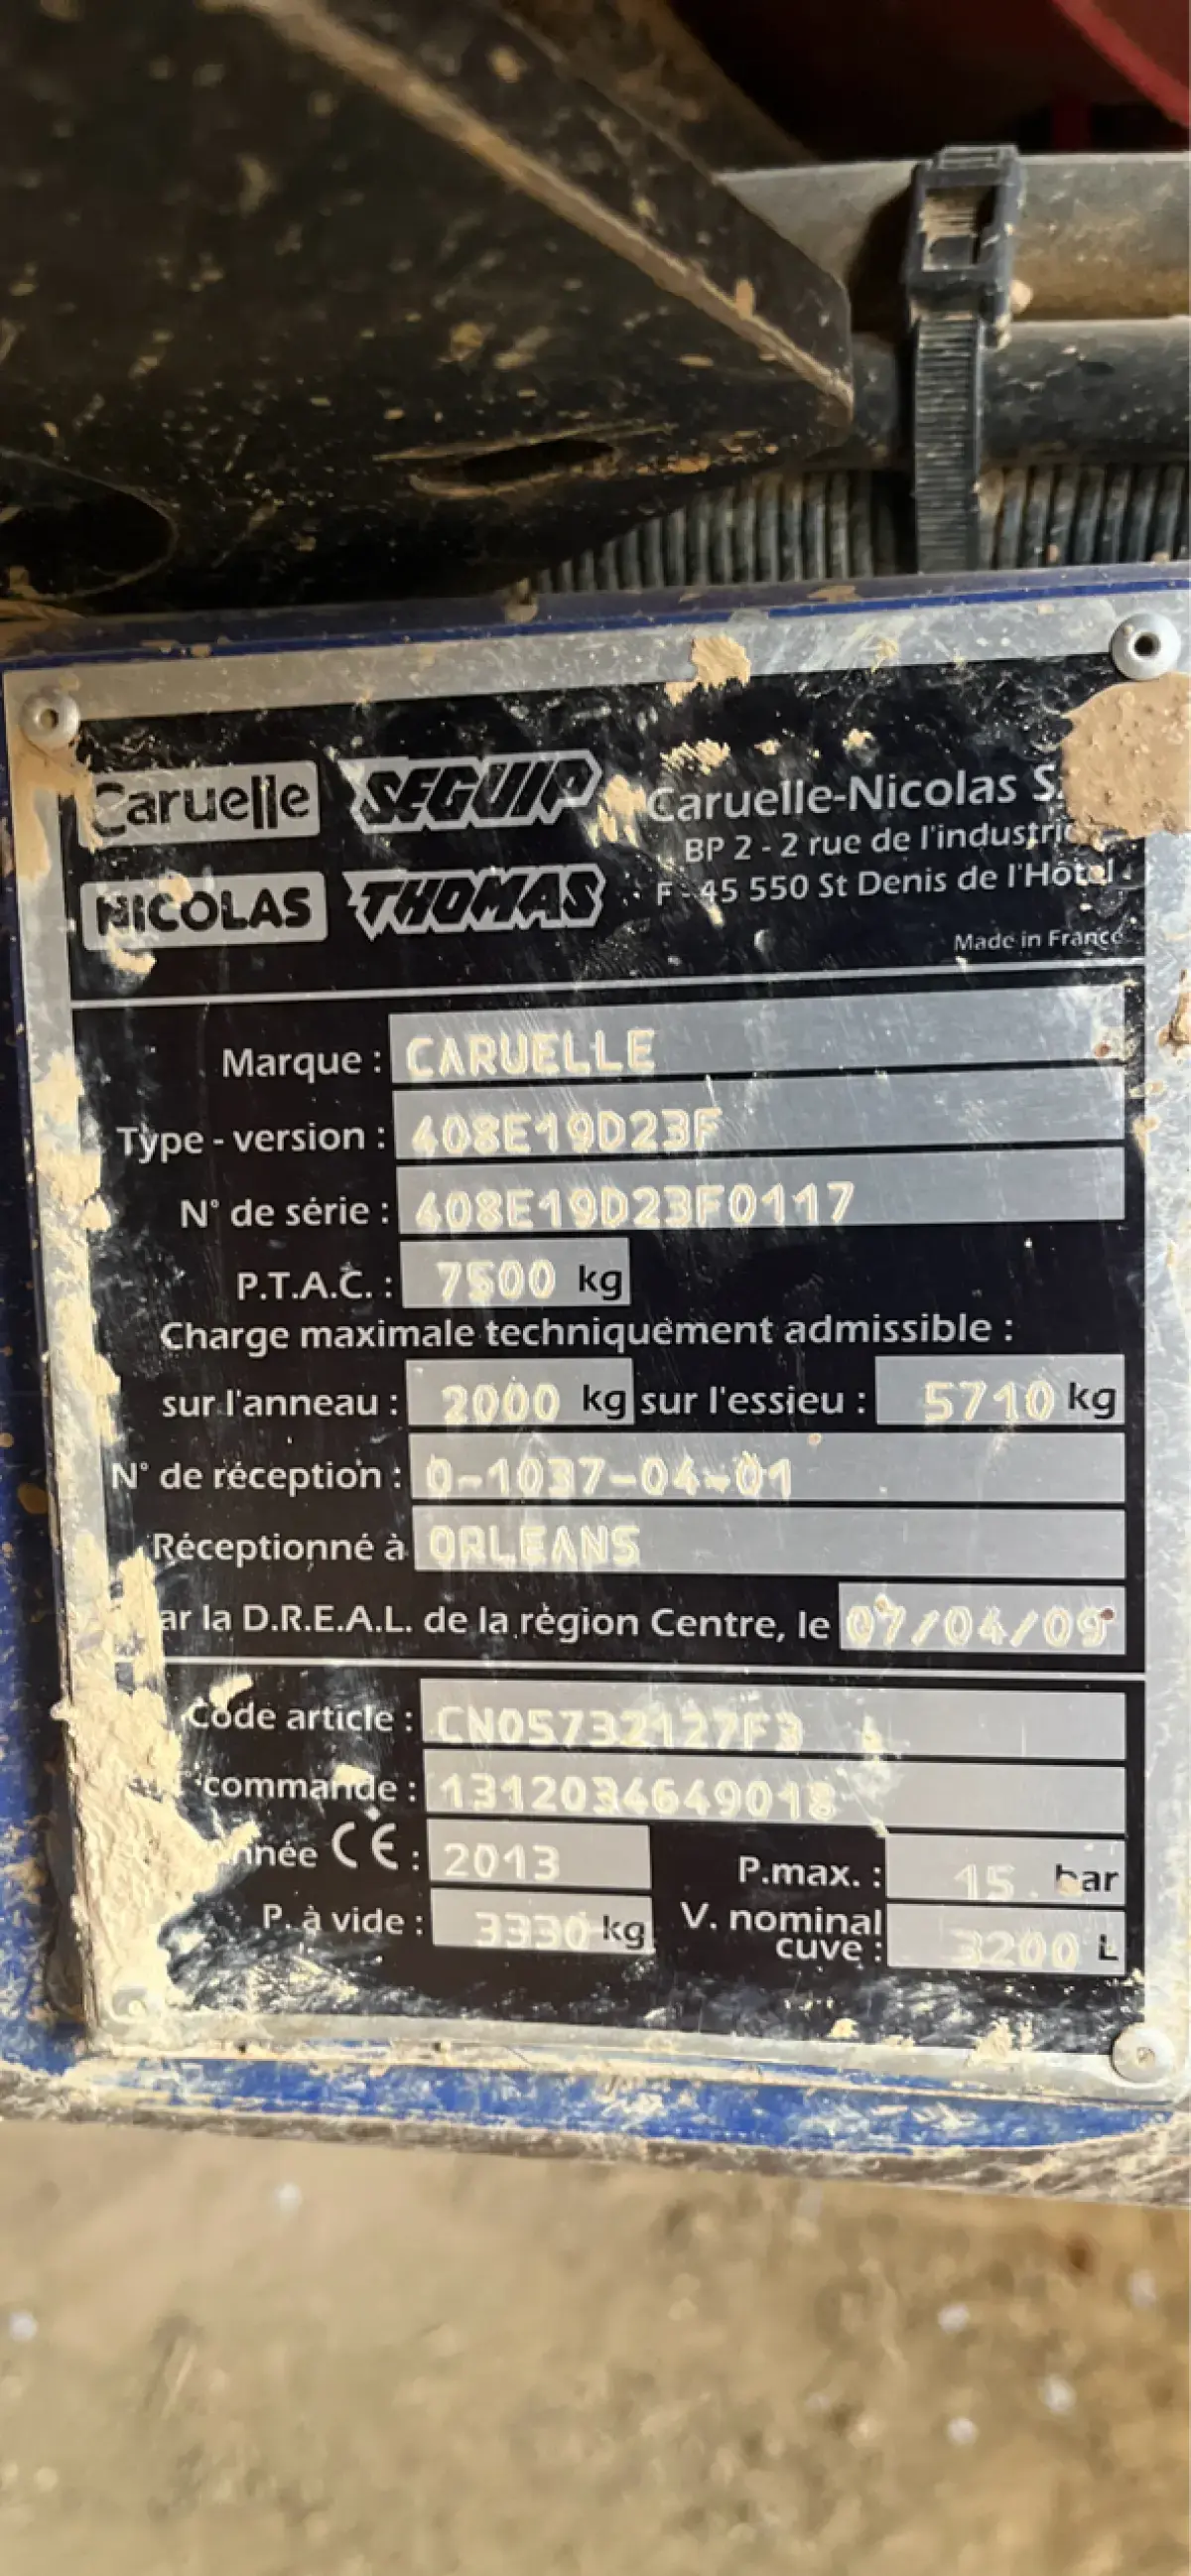 Caruelle SEGUIP
NICOLAS THOMAS
Caruelle-Nicolas S.
BP 2 - 2 rue de l'industrie
F - 45 550 St Denis de l'Hôtel
Made in France
Marque : CARUELLE
Type - version : 408E19D23F
N° de série : 408E19D23F0117
P.T.A.C. : 7500 kg
Charge maximale techniquement admissible :
sur l'anneau : 2000 kg sur l'essieu : 5710 kg
N° de réception : 0-1037-04-01
Réceptionné à ORLEANS
ar la D.R.E.A.L. de la région Centre, le 07/04/09
Code article : CN05732127F3
commande : 1312034649018
nnée CE : 2013 P.max. : 15 bar
P. à vide : 3330 kg V. nominal
cuve : 3200 L